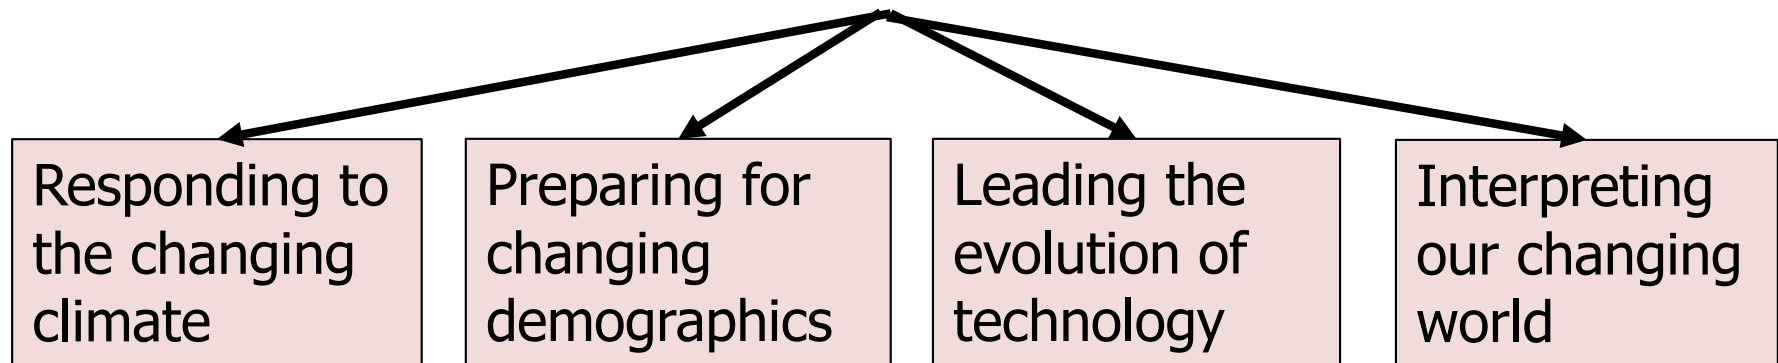 Responding to
the changing
climate
Preparing for
changing
demographics
Leading the
evolution of
technology
Interpreting
our changing
world